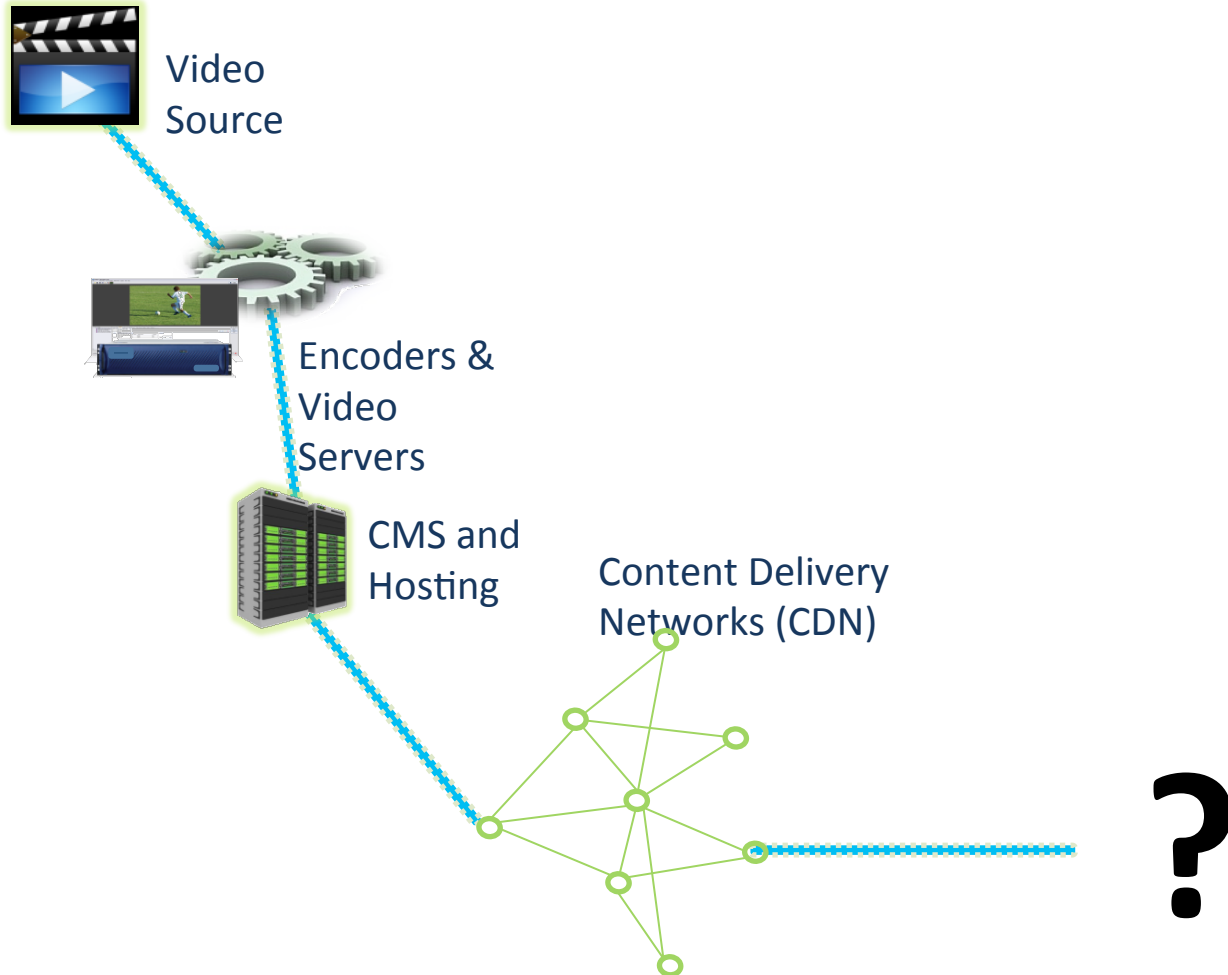 Video
Source
Encoders &
Video
Servers
CMS and
Hosting
Content Delivery
Networks (CDN)
?